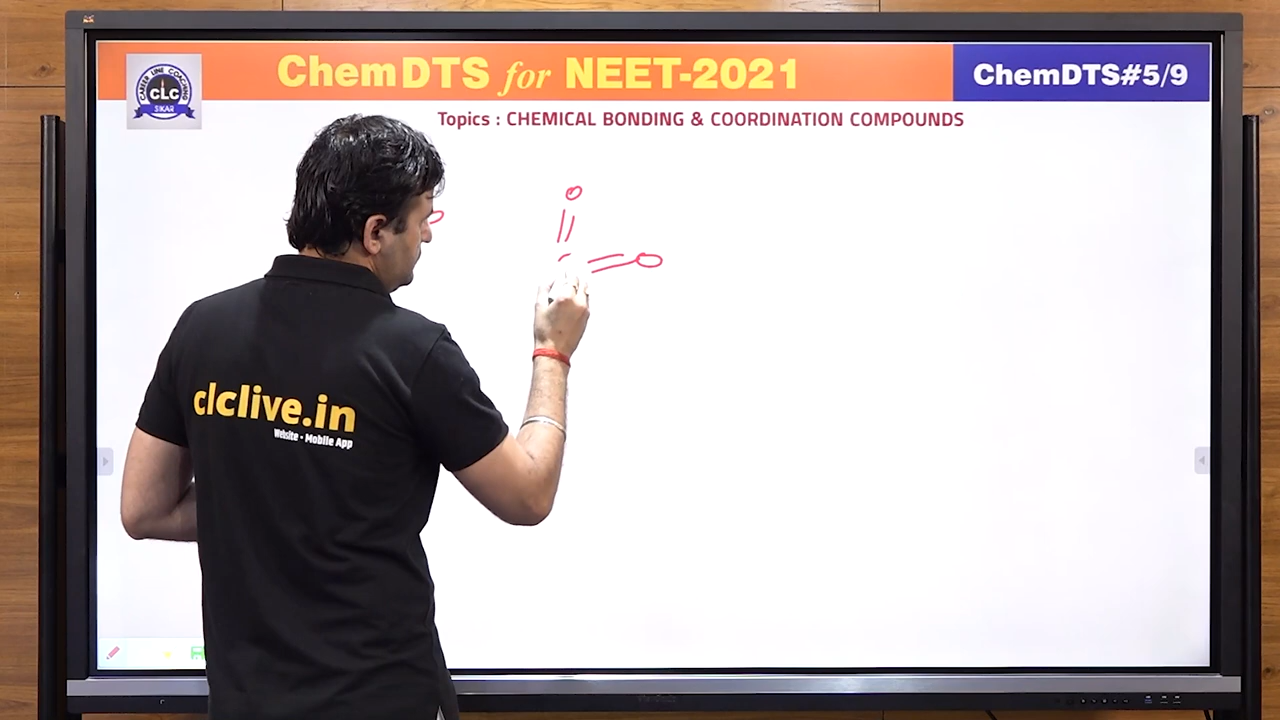 ChemDTS for NEET-2021
ChemDTS#5/9
CAREER LINE COACHING
CLC
SIKAR
Topics : CHEMICAL BONDING & COORDINATION COMPOUNDS
O
O
O
clclive.in
Website • Mobile App